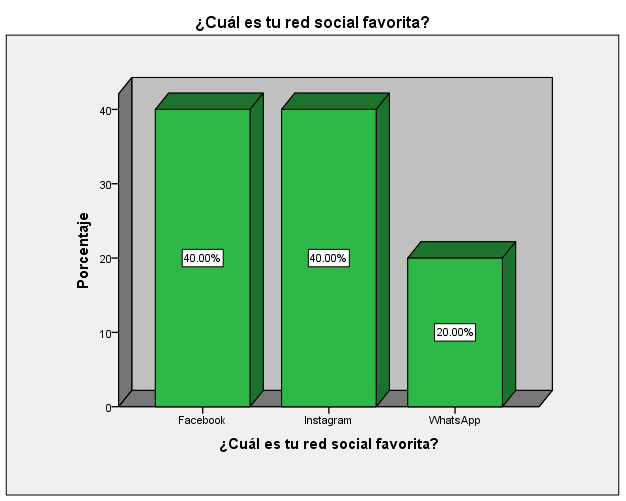 ¿Cuál es tu red social favorita?
Porcentaje
40
30
20
10
0
40.00%
40.00%
20.00%
Facebook
Instagram
WhatsApp
¿Cuál es tu red social favorita?